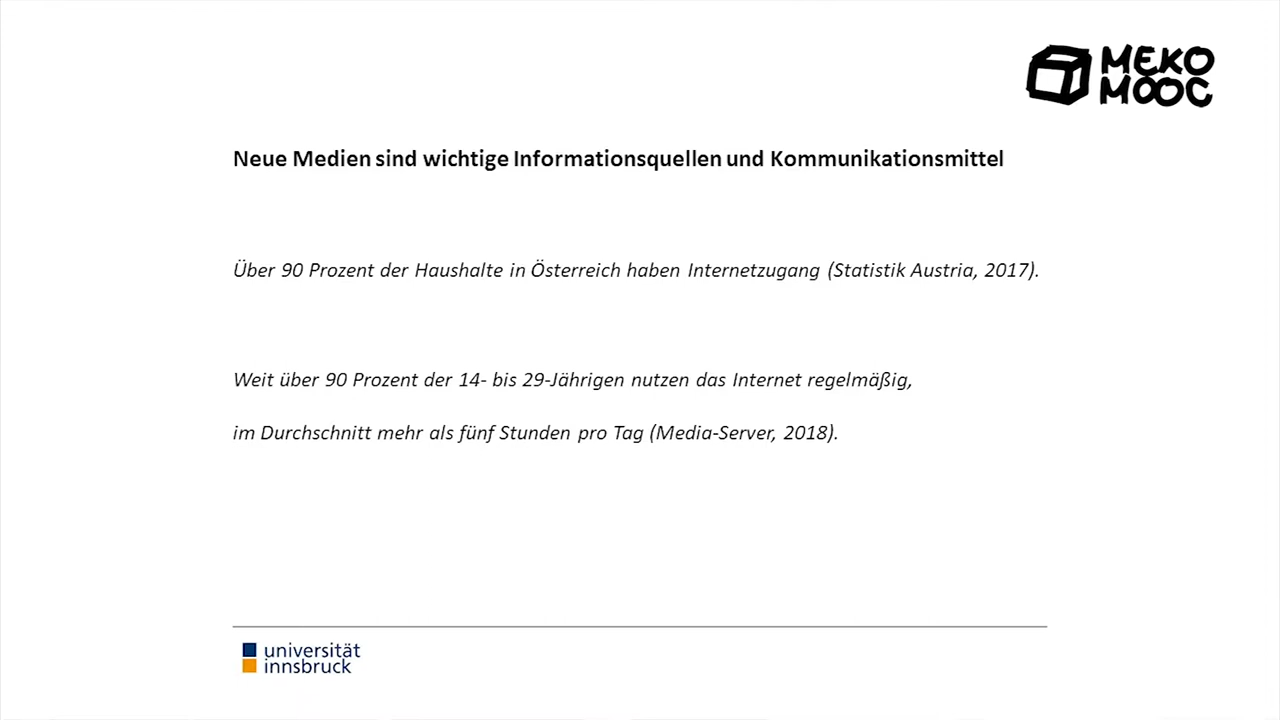 MEKO
MOOC
Neue Medien sind wichtige Informationsquellen und Kommunikationsmittel
Über 90 Prozent der Haushalte in Österreich haben Internetzugang (Statistik Austria, 2017).
Weit über 90 Prozent der 14- bis 29-Jährigen nutzen das Internet regelmäßig,
im Durchschnitt mehr als fünf Stunden pro Tag (Media-Server, 2018).
universität
innsbruck